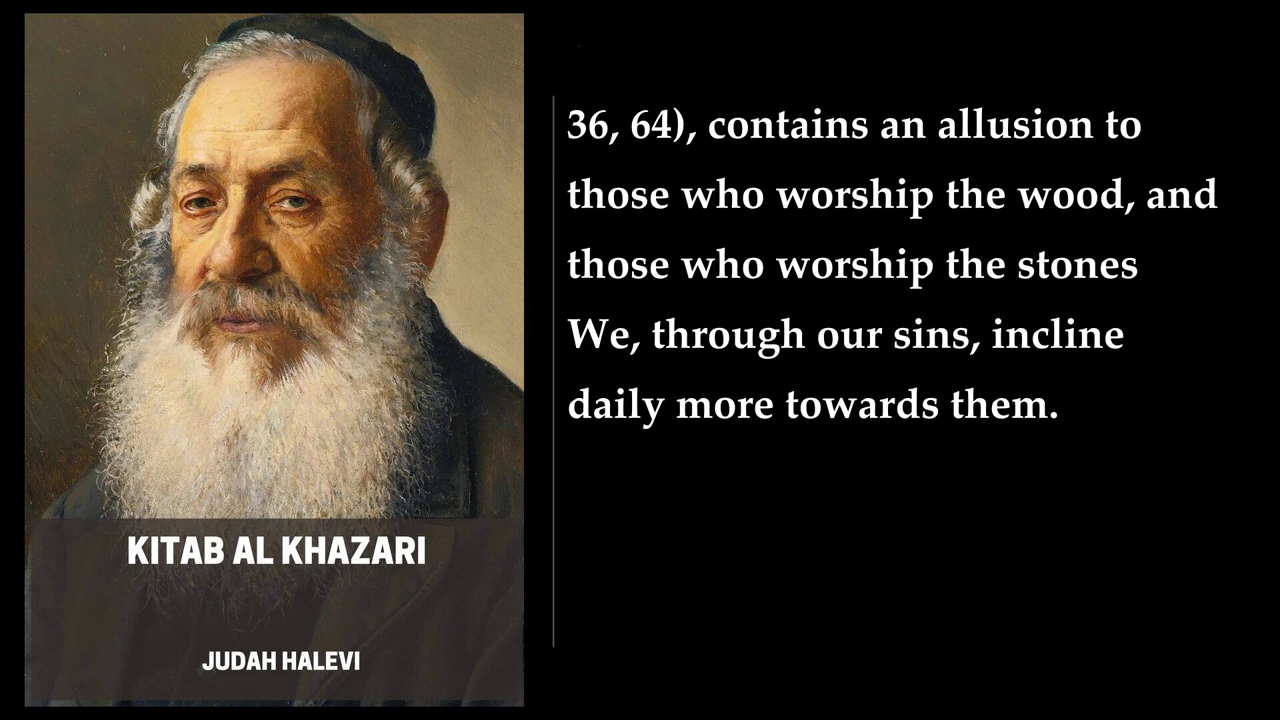 KITAB AL KHAZARI
JUDAH HALEVI
36, 64), contains an allusion to
those who worship the wood, and
those who worship the stones
We, through our sins, incline
daily more towards them.